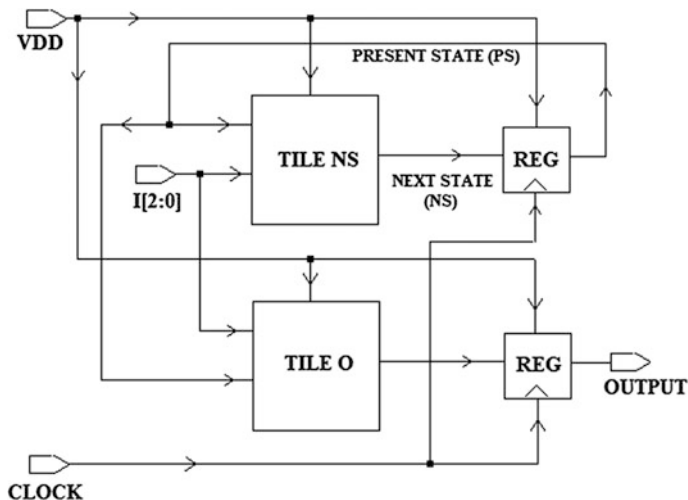 VDD
PRESENT STATE (PS)
TILE NS
REG
I[2:0]
NEXT STATE
(NS)
TILE O
REG
OUTPUT
CLOCK